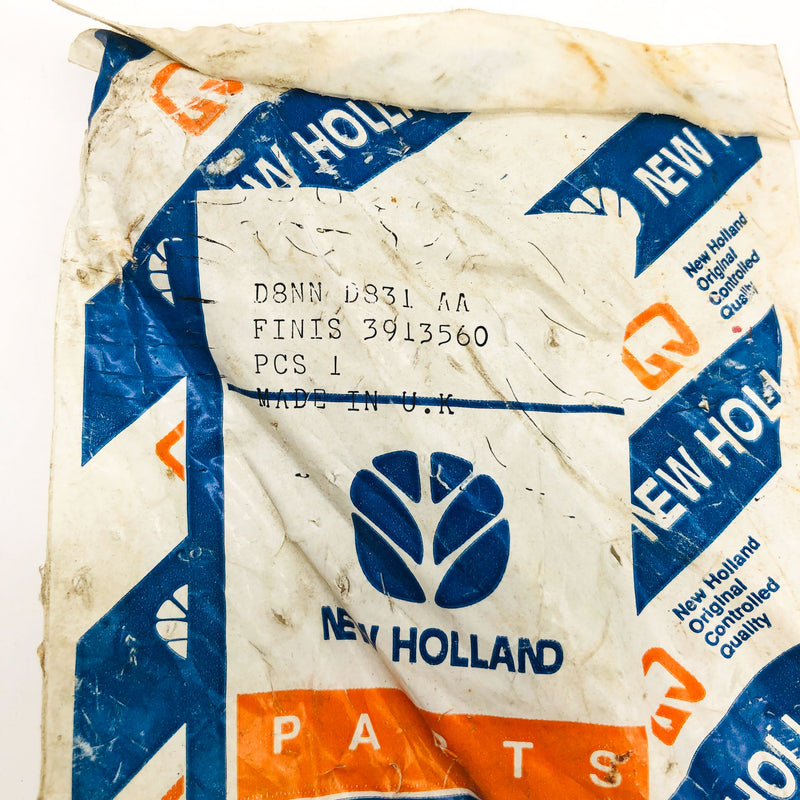 W HOLLA
NEW H
D8NN D831 AA
FINIS 3913560
PCS 1
MADE IN U.K
New Holland
Original
Controlled
Quality
NEW HOLL
NEW HOLLAND
New Holland
Original
Controlled
Quality
PARTS
HOL